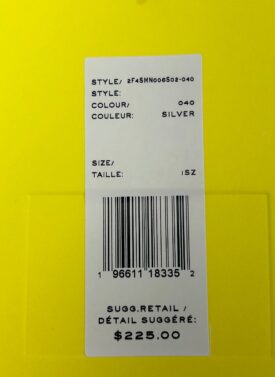 STYLE/ 2F4SMN006S02-040
STYLE:
COLOUR/ 040
COULEUR: SILVER
SIZE/
TAILLE: 1SZ
1 96611 18335 2
SUGG.RETAIL /
DÉTAIL SUGGÉRÉ:
$225.00